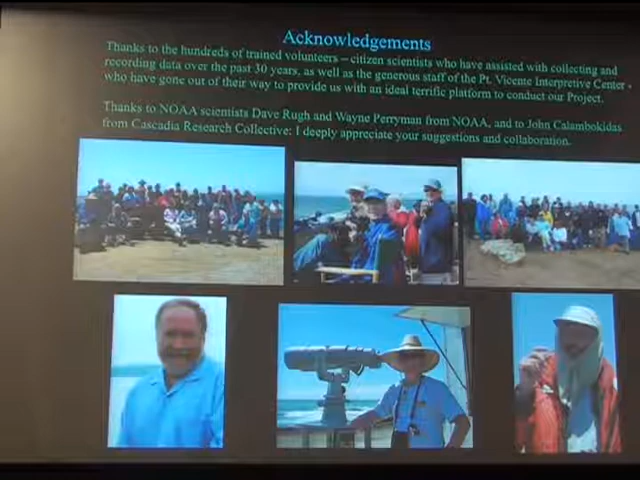 Acknowledgements
Thanks to the hundreds of trained volunteers – citizen scientists who have assisted with collecting and
recording data over the past 30 years, as well as the generous staff of the Pt. Vicente Interpretive Center -
who have gone out of their way to provide us with an ideal terrific platform to conduct our Project.
Thanks to NOAA scientists Dave Rugh and Wayne Perryman from NOAA, and to John Calambokidas
from Cascadia Research Collective: I deeply appreciate your suggestions and collaboration.